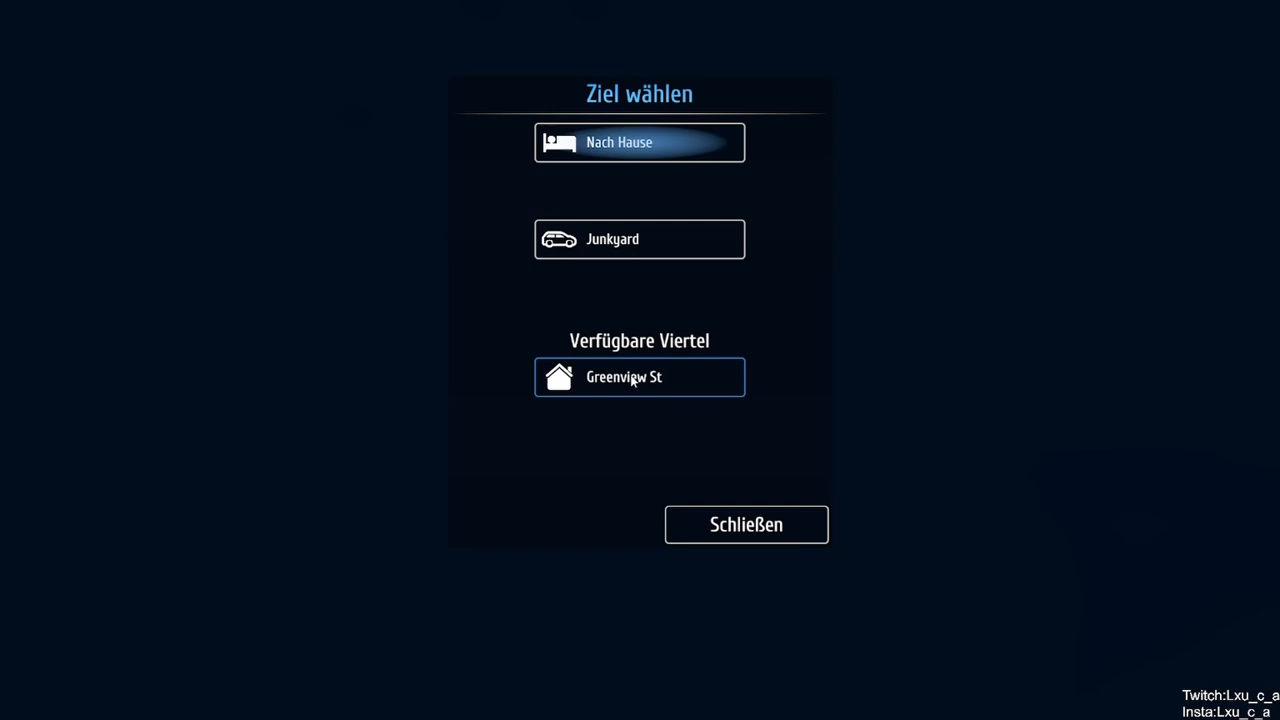 Ziel wählen
Nach Hause
Junkyard
Verfügbare Viertel
Greenview St
Schließen
Twitch:Lxu_c_a
Insta:Lxu_c_a